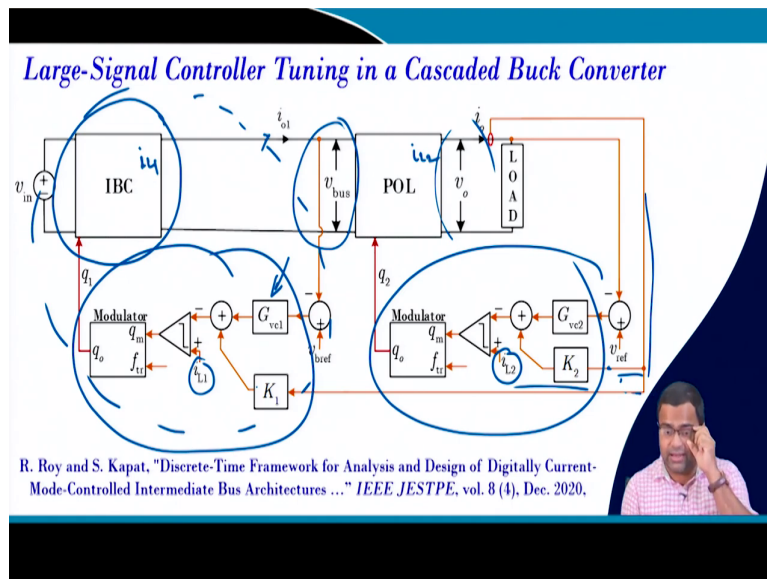 Large-Signal Controller Tuning in a Cascaded Buck Converter
i_o1
i_o
v_in
IBC
i_L1
v_bus
POL
i_L2
v_o
L
O
A
D
q_1
q_2
Modulator
q_m
q_o
f_tr
G_vc1
v_bref
i_L1
K_1
Modulator
q_m
q_o
f_tr
G_vc2
v_ref
i_L2
K_2
R. Roy and S. Kapat, "Discrete-Time Framework for Analysis and Design of Digitally Current-
Mode-Controlled Intermediate Bus Architectures ..." IEEE JESTPE, vol. 8 (4), Dec. 2020,